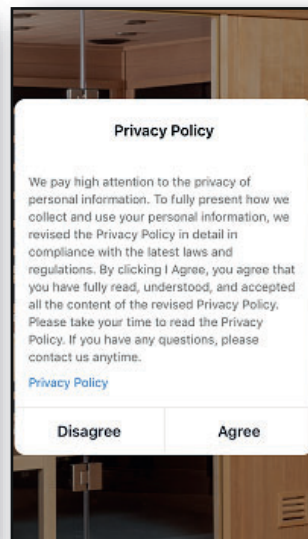 Privacy Policy
We pay high attention to the privacy of
personal information. To fully present how we
collect and use your personal information, we
revised the Privacy Policy in detail in
compliance with the latest laws and
regulations. By clicking I Agree, you agree that
you have fully read, understood, and accepted
all the content of the revised Privacy Policy.
Please take your time to read the Privacy
Policy. If you have any questions, please
contact us anytime.
Privacy Policy
Disagree Agree